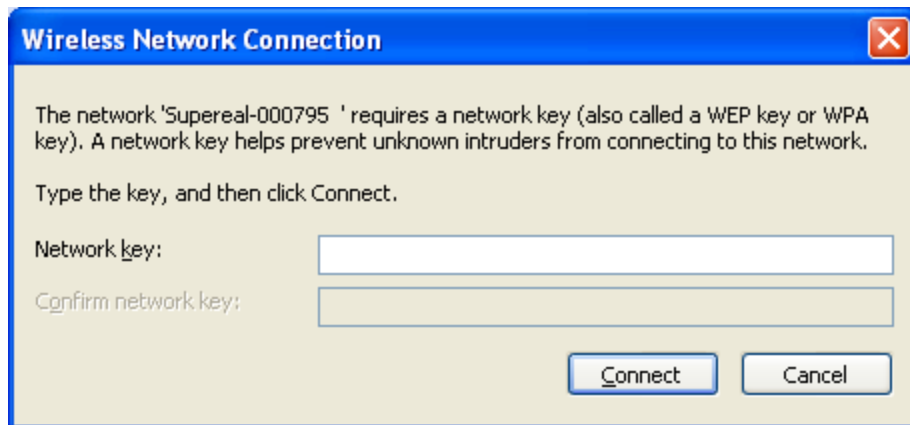 Wireless Network Connection
The network 'Supereal-000795  ' requires a network key (also called a WEP key or WPA
key). A network key helps prevent unknown intruders from connecting to this network.
Type the key, and then click Connect.
Network key:
Confirm network key:
Connect Cancel